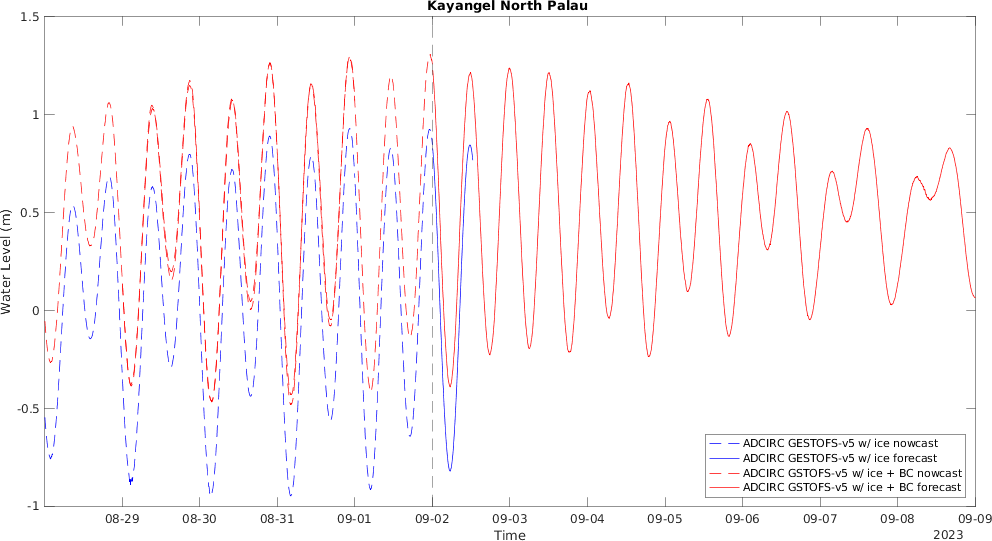 Kayangel North Palau
1.5
1
0.5
0
-0.5
-1
Water Level (m)
08-29 08-30 08-31 09-01 09-02 09-03 09-04 09-05 09-06 09-07 09-08 09-09
Time
2023
ADCIRC GESTOFS-v5 w/ ice nowcast
ADCIRC GESTOFS-v5 w/ ice forecast
ADCIRC GSTOFS-v5 w/ ice + BC nowcast
ADCIRC GSTOFS-v5 w/ ice + BC forecast